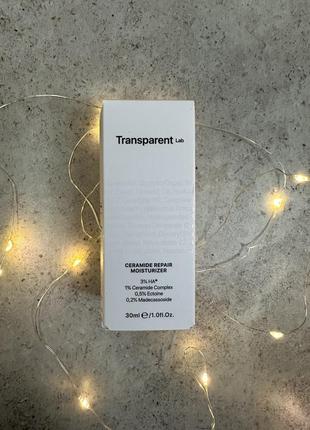 Transparent Lab
CERAMIDE REPAIR
MOISTURIZER
3% HA*
1% Ceramide Complex
0,5% Ectoine
0,2% Madecassoside
30ml ℮/1.0fl.Oz.